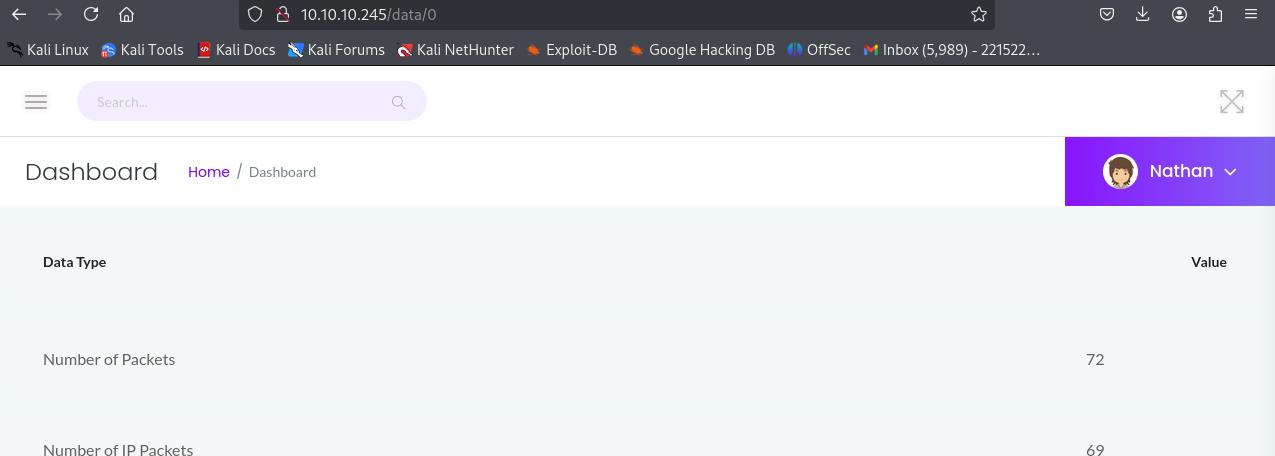 10.10.10.245/data/0
Kali Linux Kali Tools Kali Docs Kali Forums Kali NetHunter Exploit-DB Google Hacking DB OffSec Inbox (5,989) - 221522…
Search...
Dashboard Home / Dashboard Nathan
Data Type Value
Number of Packets 72
Number of IP Packets 69